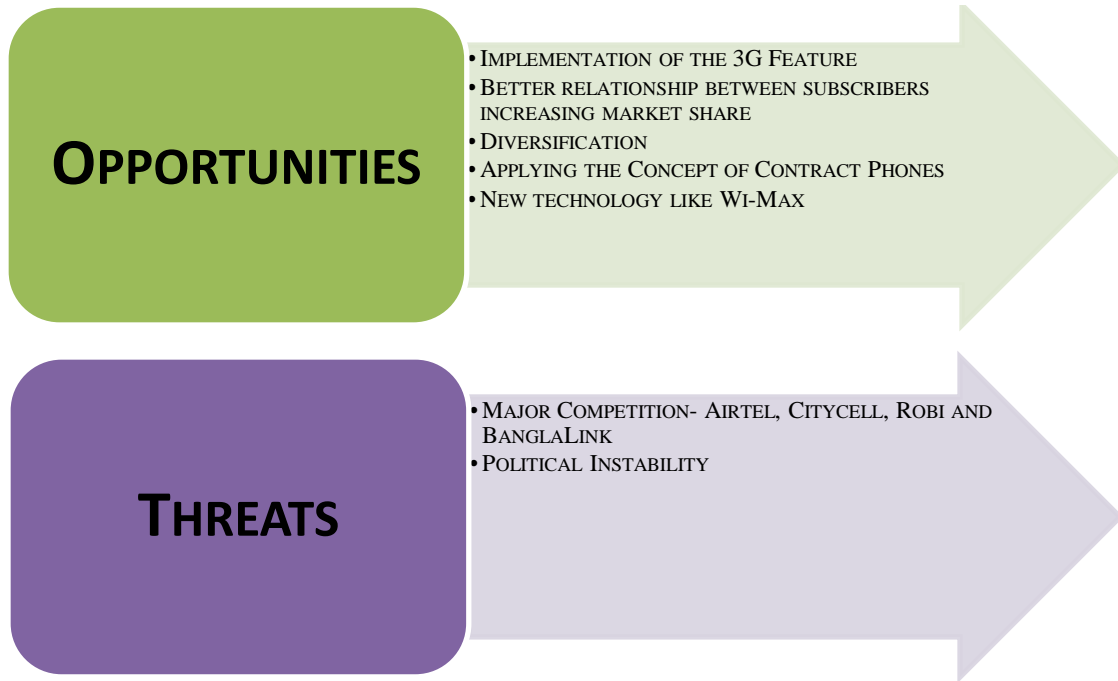 OPPORTUNITIES
• IMPLEMENTATION OF THE 3G FEATURE
• BETTER RELATIONSHIP BETWEEN SUBSCRIBERS
INCREASING MARKET SHARE
• DIVERSIFICATION
• APPLYING THE CONCEPT OF CONTRACT PHONES
• NEW TECHNOLOGY LIKE WI-MAX
THREATS
• MAJOR COMPETITION- AIRTEL, CITYCELL, ROBI AND
BANGLALINK
• POLITICAL INSTABILITY